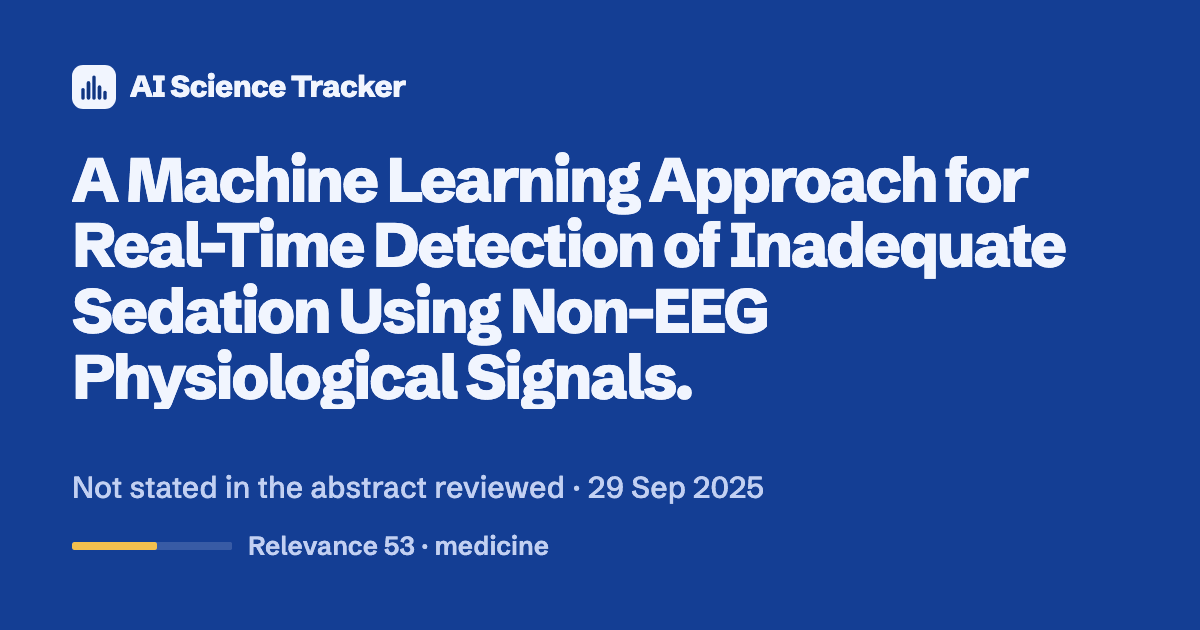 AI Science Tracker
A Machine Learning Approach for
Real-Time Detection of Inadequate
Sedation Using Non-EEG
Physiological Signals.
Not stated in the abstract reviewed · 29 Sep 2025
Relevance 53 · medicine